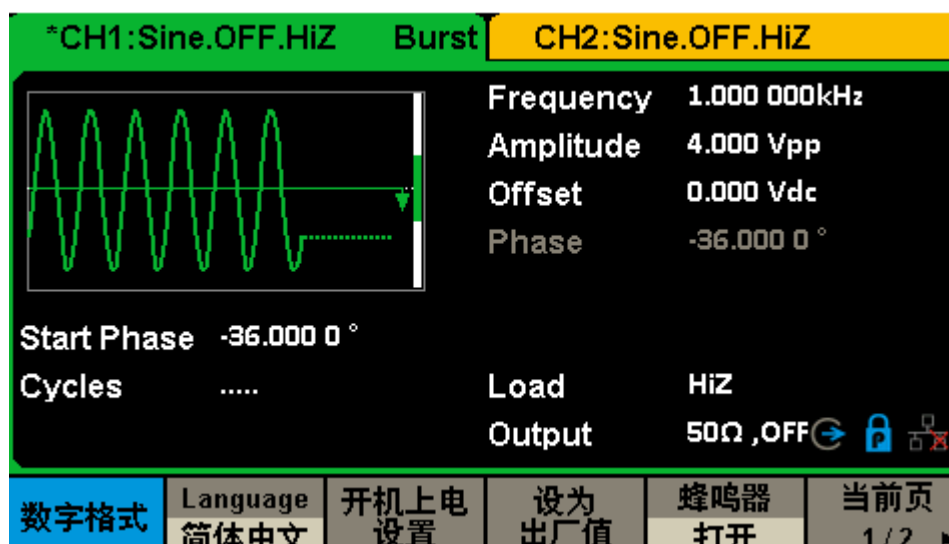 *CH1:Sine.OFF.HiZ Burst CH2:Sine.OFF.HiZ
Frequency 1.000 000kHz
Amplitude 4.000 Vpp
Offset 0.000 Vdc
Phase -36.000 0 °
Start Phase -36.000 0 °
Cycles .....
Load HiZ
Output 50Ω ,OFF P
数字格式
Language
简体中文
开机上电
设置
设为
出厂值
蜂鸣器
打开
当前页
1/2